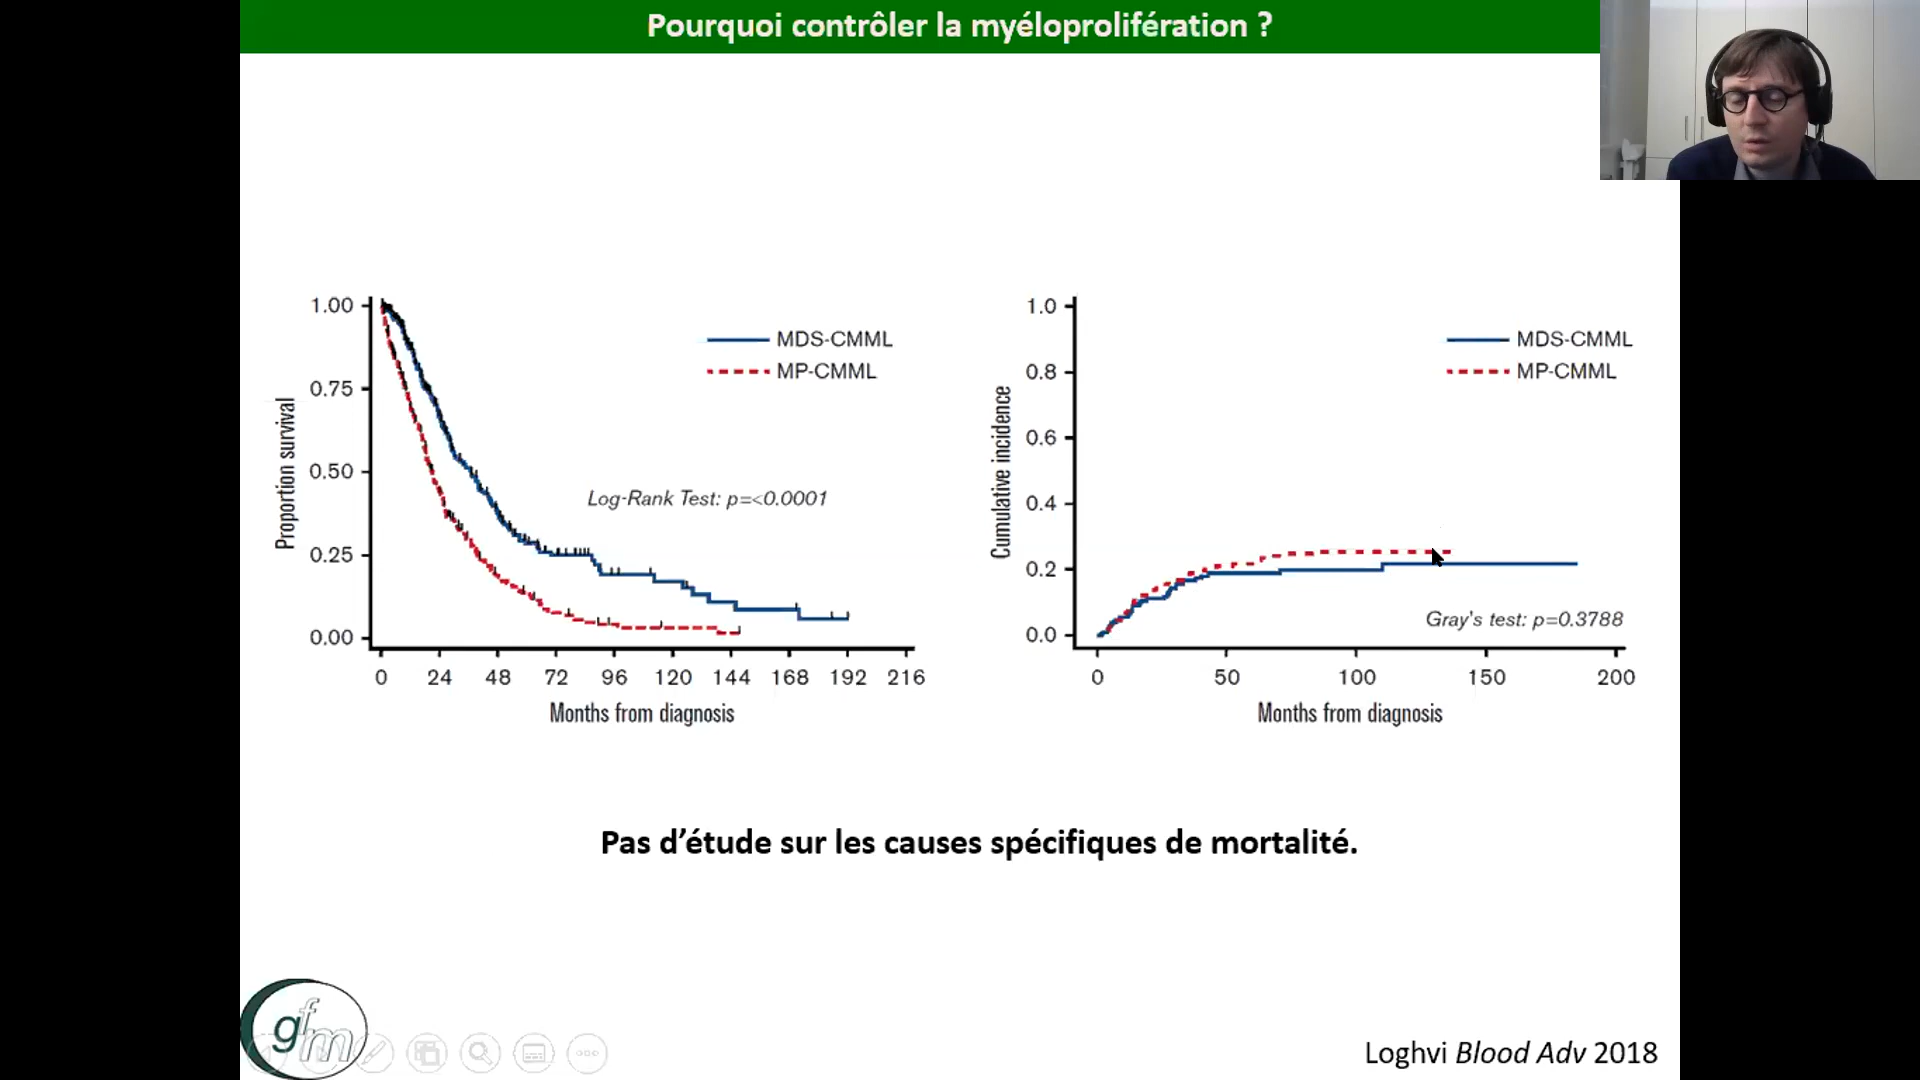 Pourquoi contrôler la myéloprolifération ?
Proportion survival
1.00
0.75
0.50
0.25
0.00
MDS-CMML
MP-CMML
Log-Rank Test: p=<0.0001
0 24 48 72 96 120 144 168 192 216
Months from diagnosis
Cumulative incidence
1.0
0.8
0.6
0.4
0.2
0.0
MDS-CMML
MP-CMML
Gray's test: p=0.3788
0 50 100 150 200
Months from diagnosis
Pas d’étude sur les causes spécifiques de mortalité.
gfm
Loghvi Blood Adv 2018